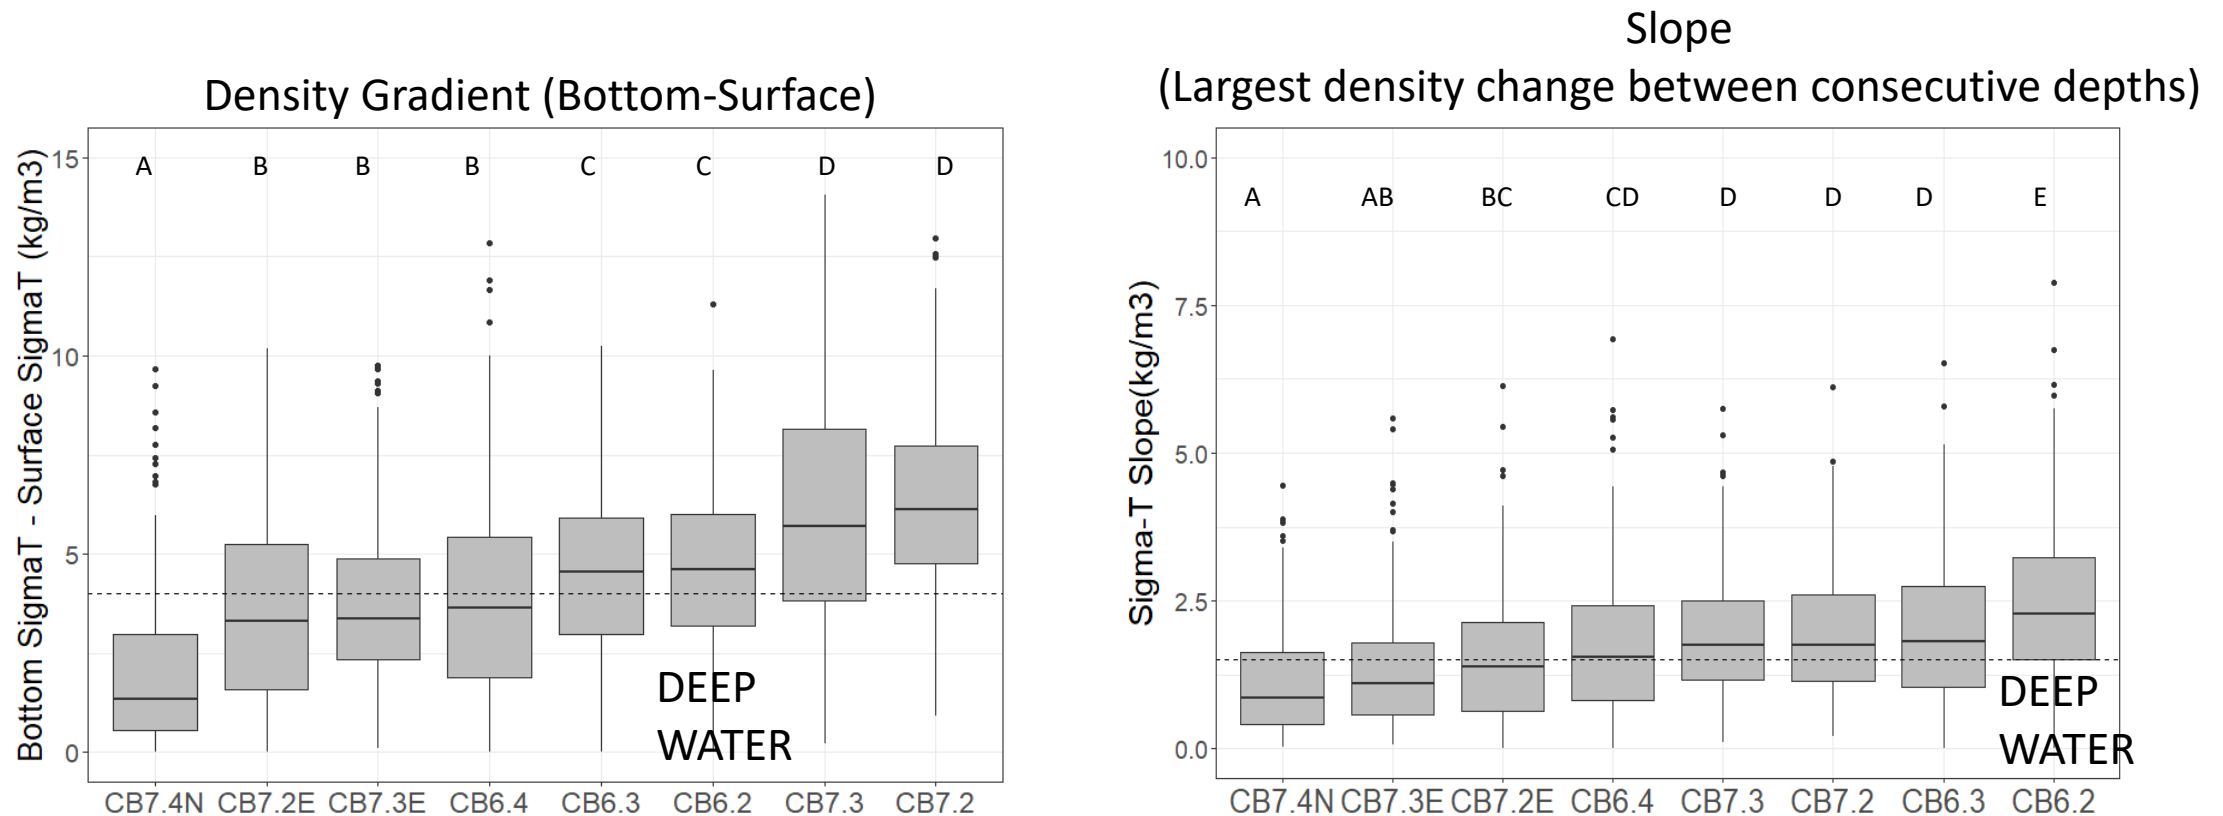 Density Gradient (Bottom-Surface)
Bottom SigmaT - Surface SigmaT (kg/m3)
15
10
5
0
A B B B C C D D
DEEP
WATER
CB7.4N CB7.2E CB7.3E CB6.4 CB6.3 CB6.2 CB7.3 CB7.2
Slope
(Largest density change between consecutive depths)
Sigma-T Slope(kg/m3)
10.0
7.5
5.0
2.5
0.0
A AB BC CD D D D E
DEEP
WATER
CB7.4N CB7.3E CB7.2E CB6.4 CB7.3 CB7.2 CB6.3 CB6.2